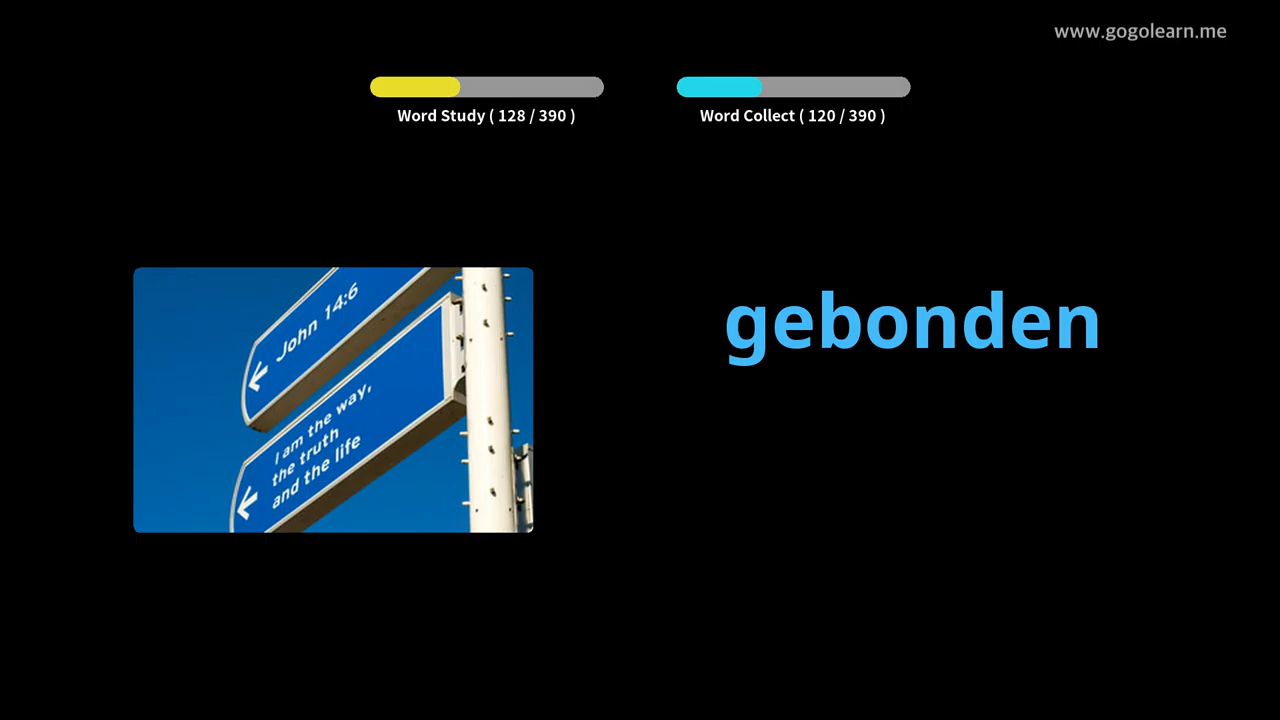 www.gogolearn.me
Word Study ( 128 / 390 )
Word Collect ( 120 / 390 )
John 14:6
I am the way,
the truth
and the life
gebonden